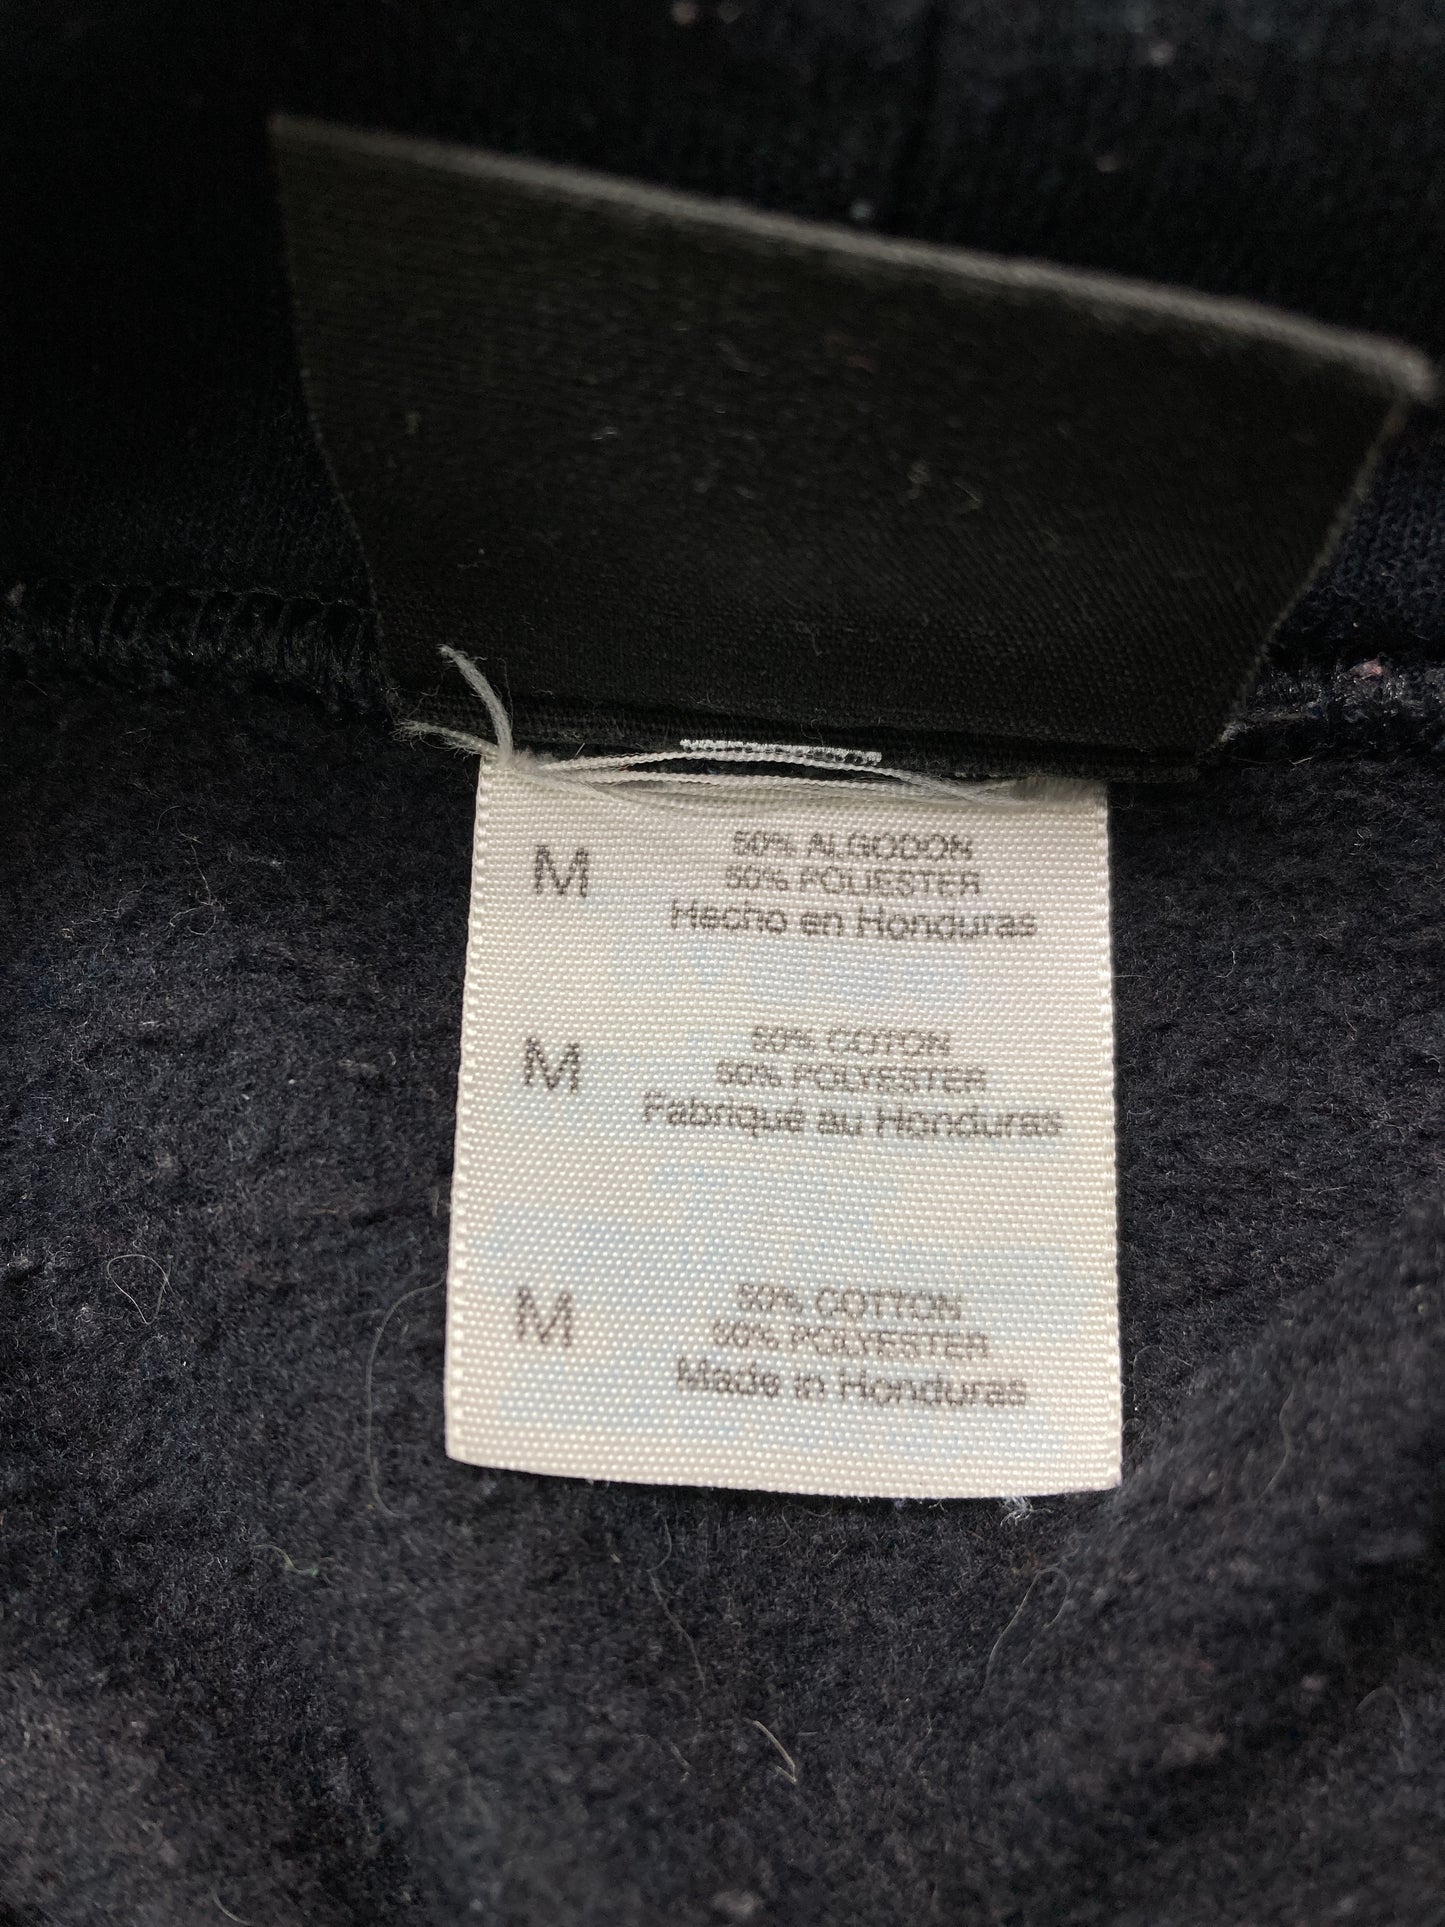 M
50% ALGODON
50% POLIESTER
Hecho en Honduras
M
50% COTON
50% POLYESTER
Fabriqué au Honduras
M
50% COTTON
50% POLYESTER
Made in Honduras